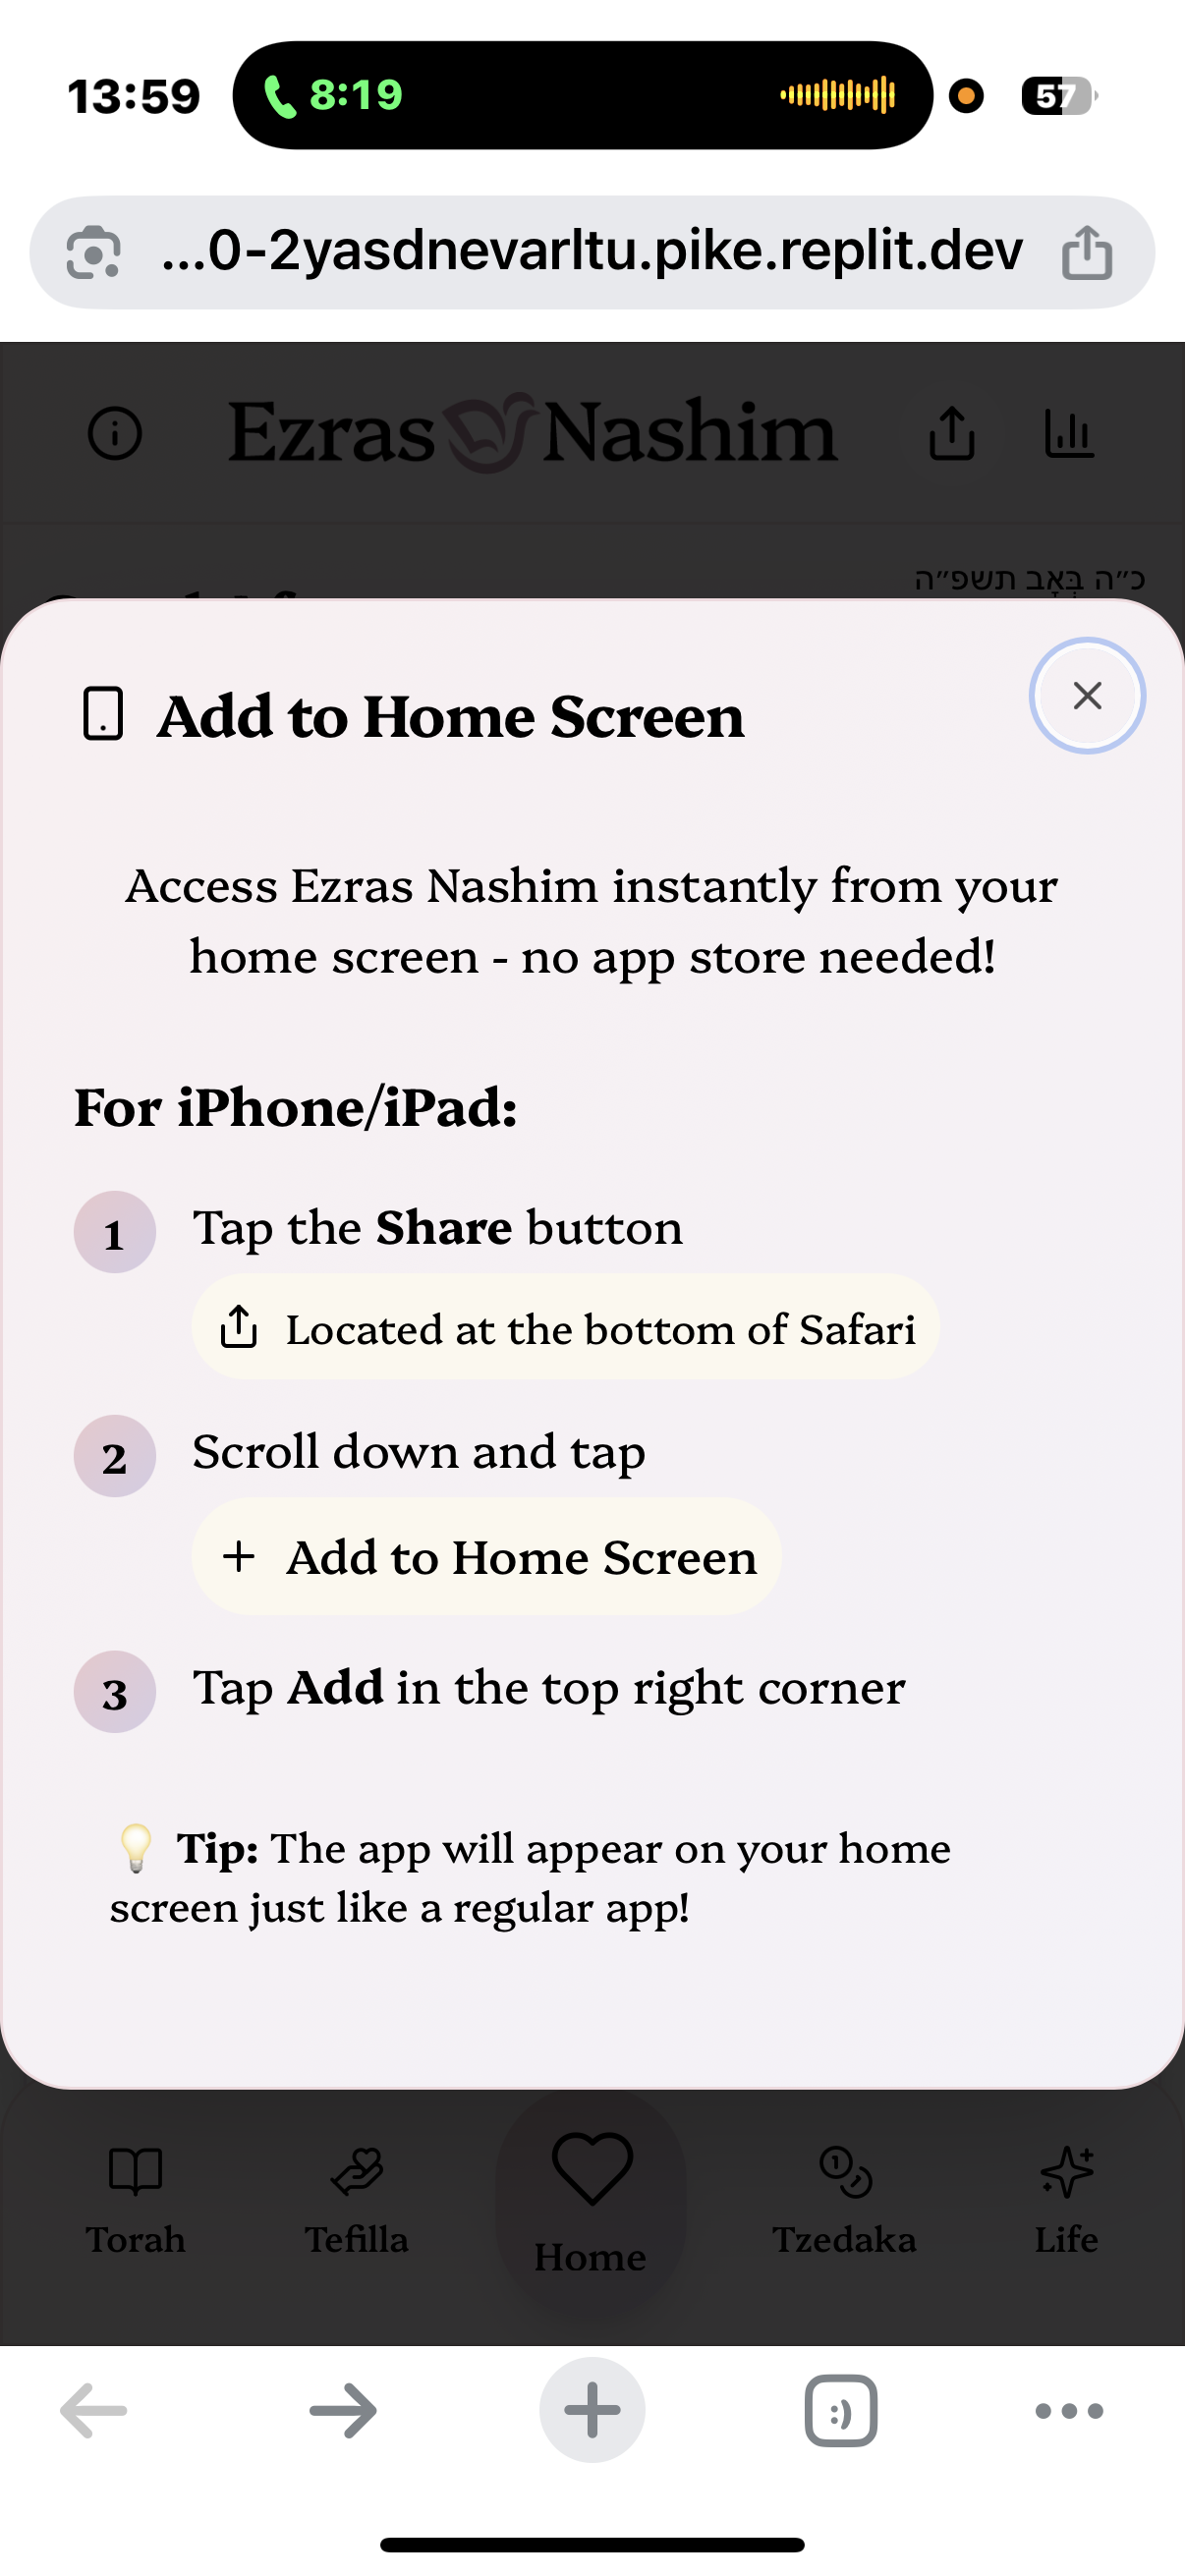 13:59
8:19
57
...0-2yasdnevarltu.pike.replit.dev
Ezras Nashim
כ״ה בְּאָב תשפ״ה
Add to Home Screen
Access Ezras Nashim instantly from your
home screen - no app store needed!
For iPhone/iPad:
1 Tap the Share button
Located at the bottom of Safari
2 Scroll down and tap
+ Add to Home Screen
3 Tap Add in the top right corner
💡 Tip: The app will appear on your home
screen just like a regular app!
Torah Tefilla Home Tzedaka Life
:)